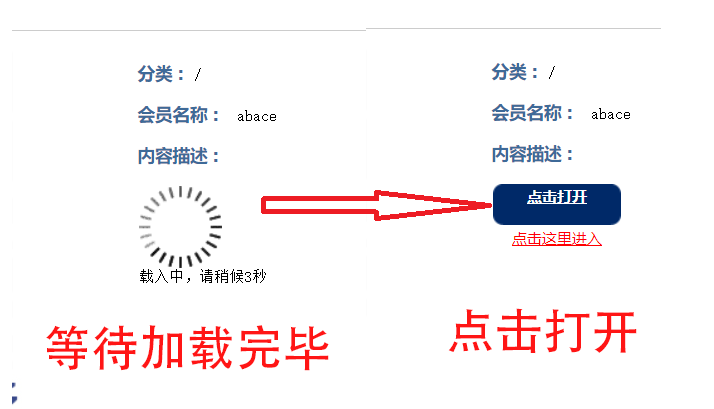 分类： /
会员名称： abace
内容描述：
载入中，请稍候3秒
等待加载完毕
分类： /
会员名称： abace
内容描述：
点击打开
点击这里进入
点击打开